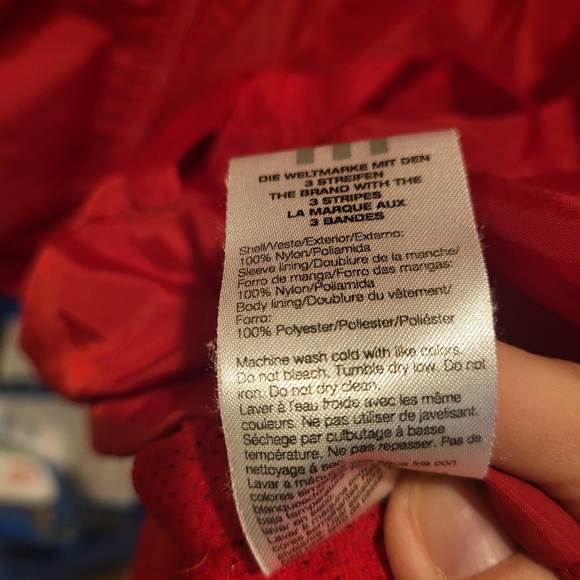 DIE WELTMARKE MIT DEN
3 STREIFEN
THE BRAND WITH THE
3 STRIPES
LA MARQUE AUX
3 BANDES
Shell/Veste/Exterior/Externo:
100% Nylon/Poliamida
Sleeve lining/Doublure de la manche/
Forro de manga/Forro das mangas:
100% Nylon/Poliamida
Body lining/Doublure du vêtement/
Forro:
100% Polyester/Poliester/Poliéster
Machine wash cold with like colors.
Do not bleach. Tumble dry low. Do not
iron. Do not dry clean.
Laver à l'eau froide avec les même
couleurs. Ne pas utiliser de javelisant.
Séchage par culbutage à basse
température. Ne pas repasser. Pas de
nettoyage à
Lavar a
fria con
colores